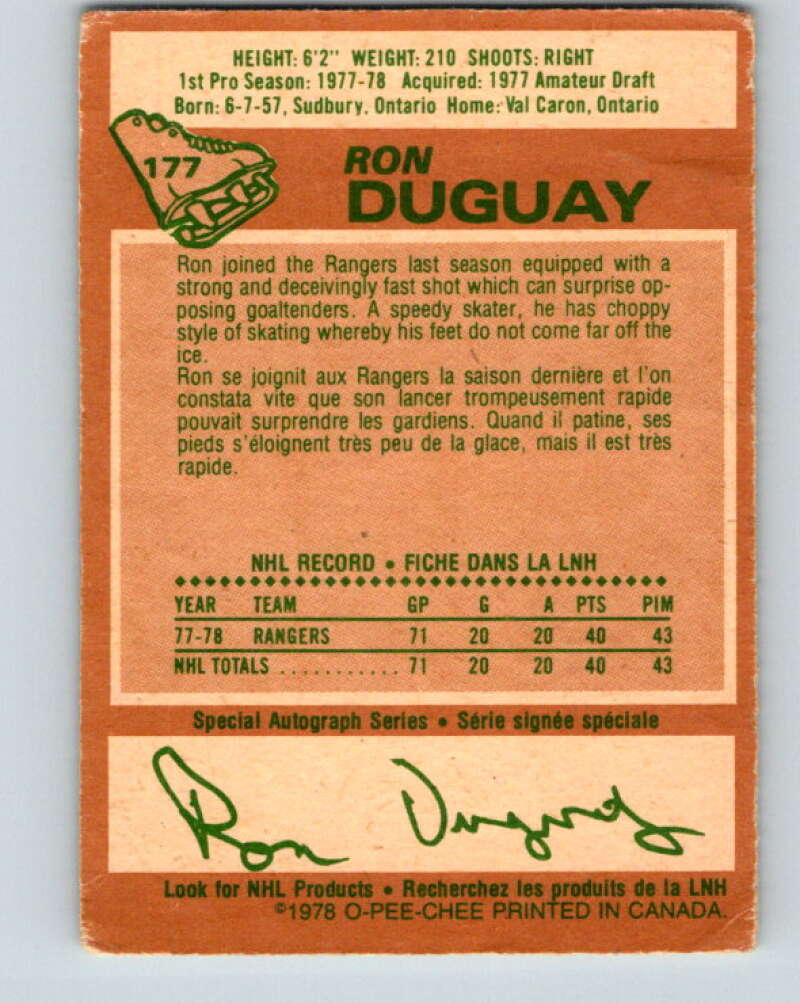 HEIGHT: 6'2" WEIGHT: 210 SHOOTS: RIGHT
1st Pro Season: 1977-78 Acquired: 1977 Amateur Draft
Born: 6-7-57, Sudbury, Ontario Home: Val Caron, Ontario
177
RON
DUGUAY
Ron joined the Rangers last season equipped with a
strong and deceivingly fast shot which can surprise op-
posing goaltenders. A speedy skater, he has choppy
style of skating whereby his feet do not come far off the
ice.
Ron se joignit aux Rangers la saison dernière et l'on
constata vite que son lancer trompeusement rapide
pouvait surprendre les gardiens. Quand il patine, ses
pieds s'éloignent très peu de la glace, mais il est très
rapide.
NHL RECORD • FICHE DANS LA LNH
YEAR TEAM GP G A PTS PIM
77-78 RANGERS 71 20 20 40 43
NHL TOTALS ........... 71 20 20 40 43
Special Autograph Series • Série signée spéciale
Ron Duguay
Look for NHL Products • Recherchez les produits de la LNH
©1978 O-PEE-CHEE PRINTED IN CANADA.